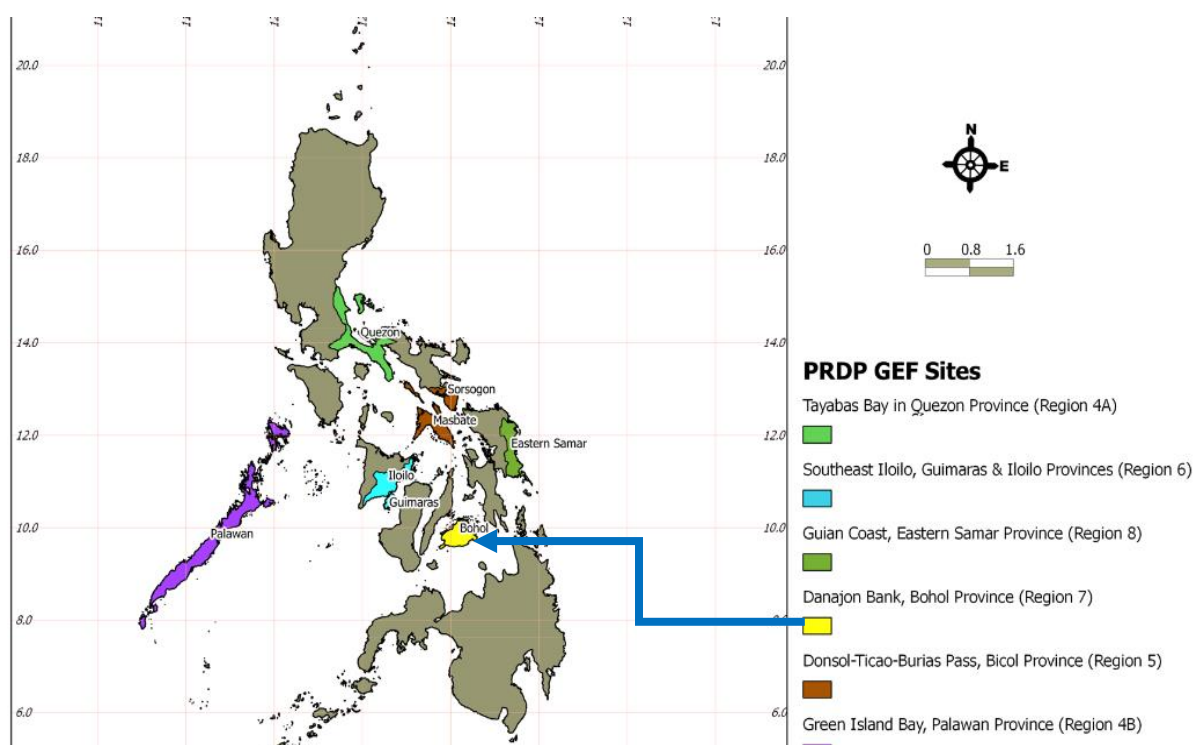 20.0 20.0
N
E
18.0 18.0
16.0 16.0
0 0.8 1.6
Quezon
14.0 14.0
PRDP GEF Sites
Sorsogon
Tayabas Bay in Quezon Province (Region 4A)
Masbate
12.0 12.0
Eastern Samar
Southeast Iloilo, Guimaras & Iloilo Provinces (Region 6)
Iloilo
Guimaras
10.0 10.0
Bohol
Palawan
Guian Coast, Eastern Samar Province (Region 8)
Danajon Bank, Bohol Province (Region 7)
8.0 8.0
Donsol-Ticao-Burias Pass, Bicol Province (Region 5)
6.0 6.0
Green Island Bay, Palawan Province (Region 4B)